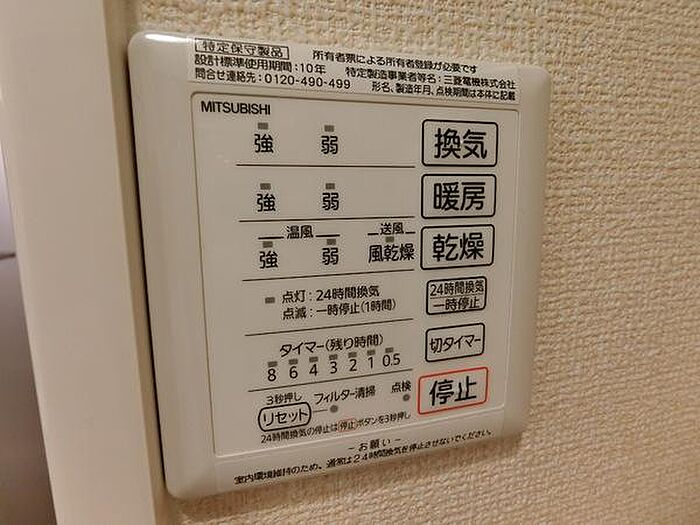 特定保守製品 所有者票による所有者登録が必要です
設計標準使用期間:10年 特定製造事業者等名:三菱電機株式会社
問合せ連絡先:0120-490-499 形名、製造年月、点検期間は本体に記載
MITSUBISHI
強 弱 換気
強 弱 暖房
温風 送風
強 弱 風乾燥 乾燥
点灯:24時間換気
点滅:一時停止(1時間)
24時間換気
一時停止
タイマー(残り時間)
8 6 4 3 2 1 0.5
切タイマー
3秒押し フィルター清掃 点検
リセット
停止
24時間換気の停止は停止ボタンを3秒押し
-お願い-
室内環境維持のため、通常は24時間換気を停止させないでください。